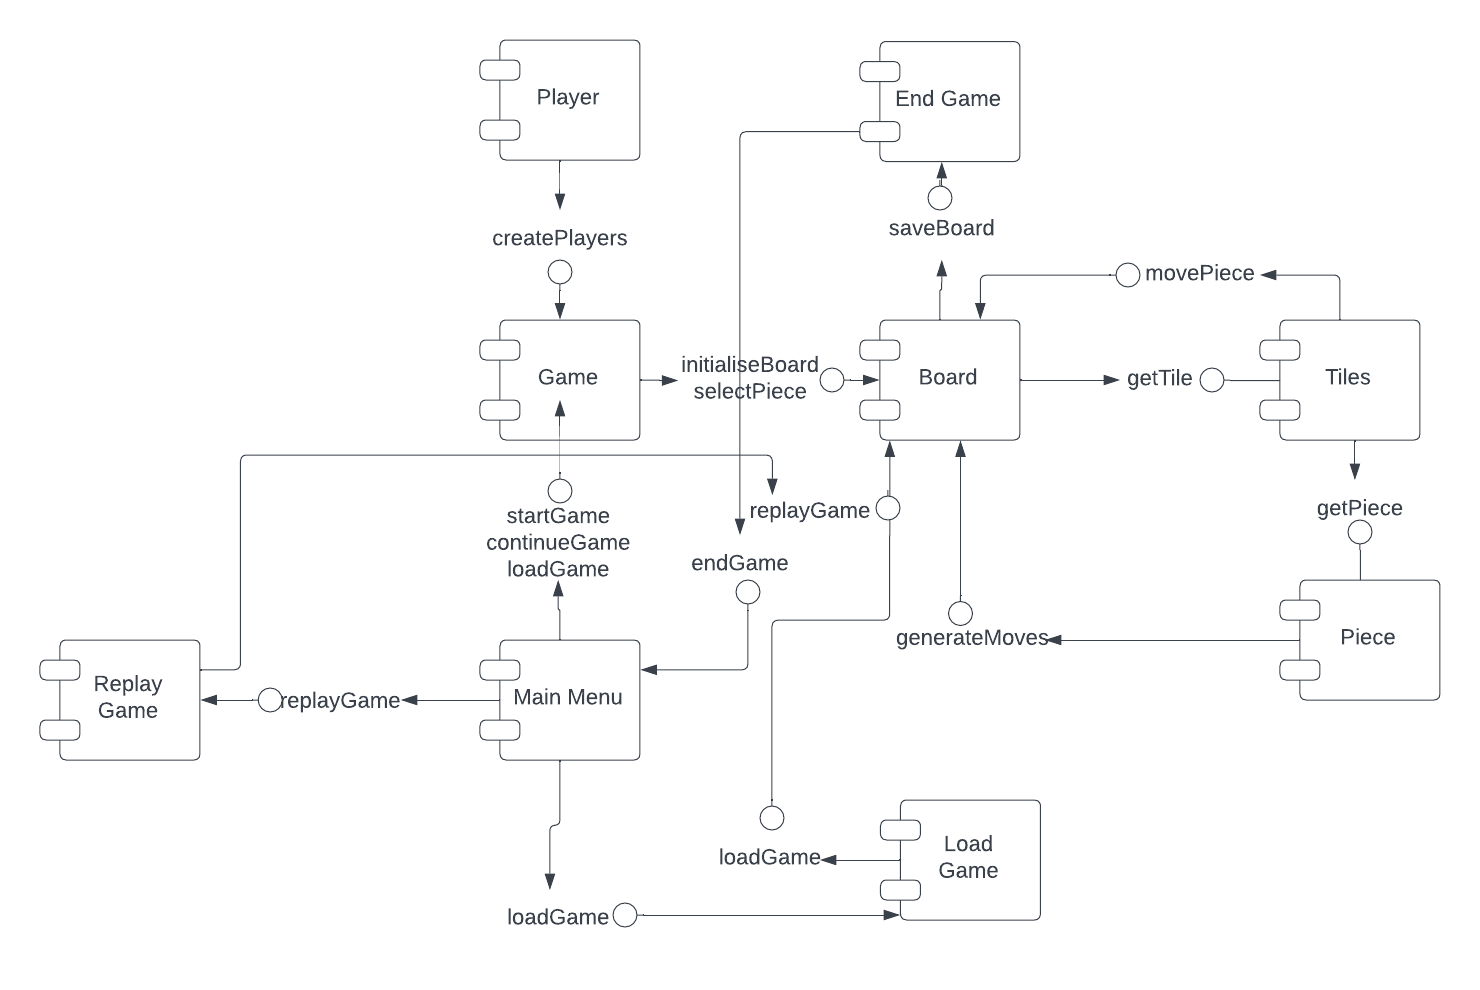 Player
End Game
createPlayers
saveBoard
movePiece
Game
initialiseBoard
selectPiece
Board
getTile
Tiles
startGame
continueGame
loadGame
replayGame
getPiece
endGame
generateMoves
Piece
Replay
Game
replayGame
Main Menu
loadGame
Load
Game
loadGame